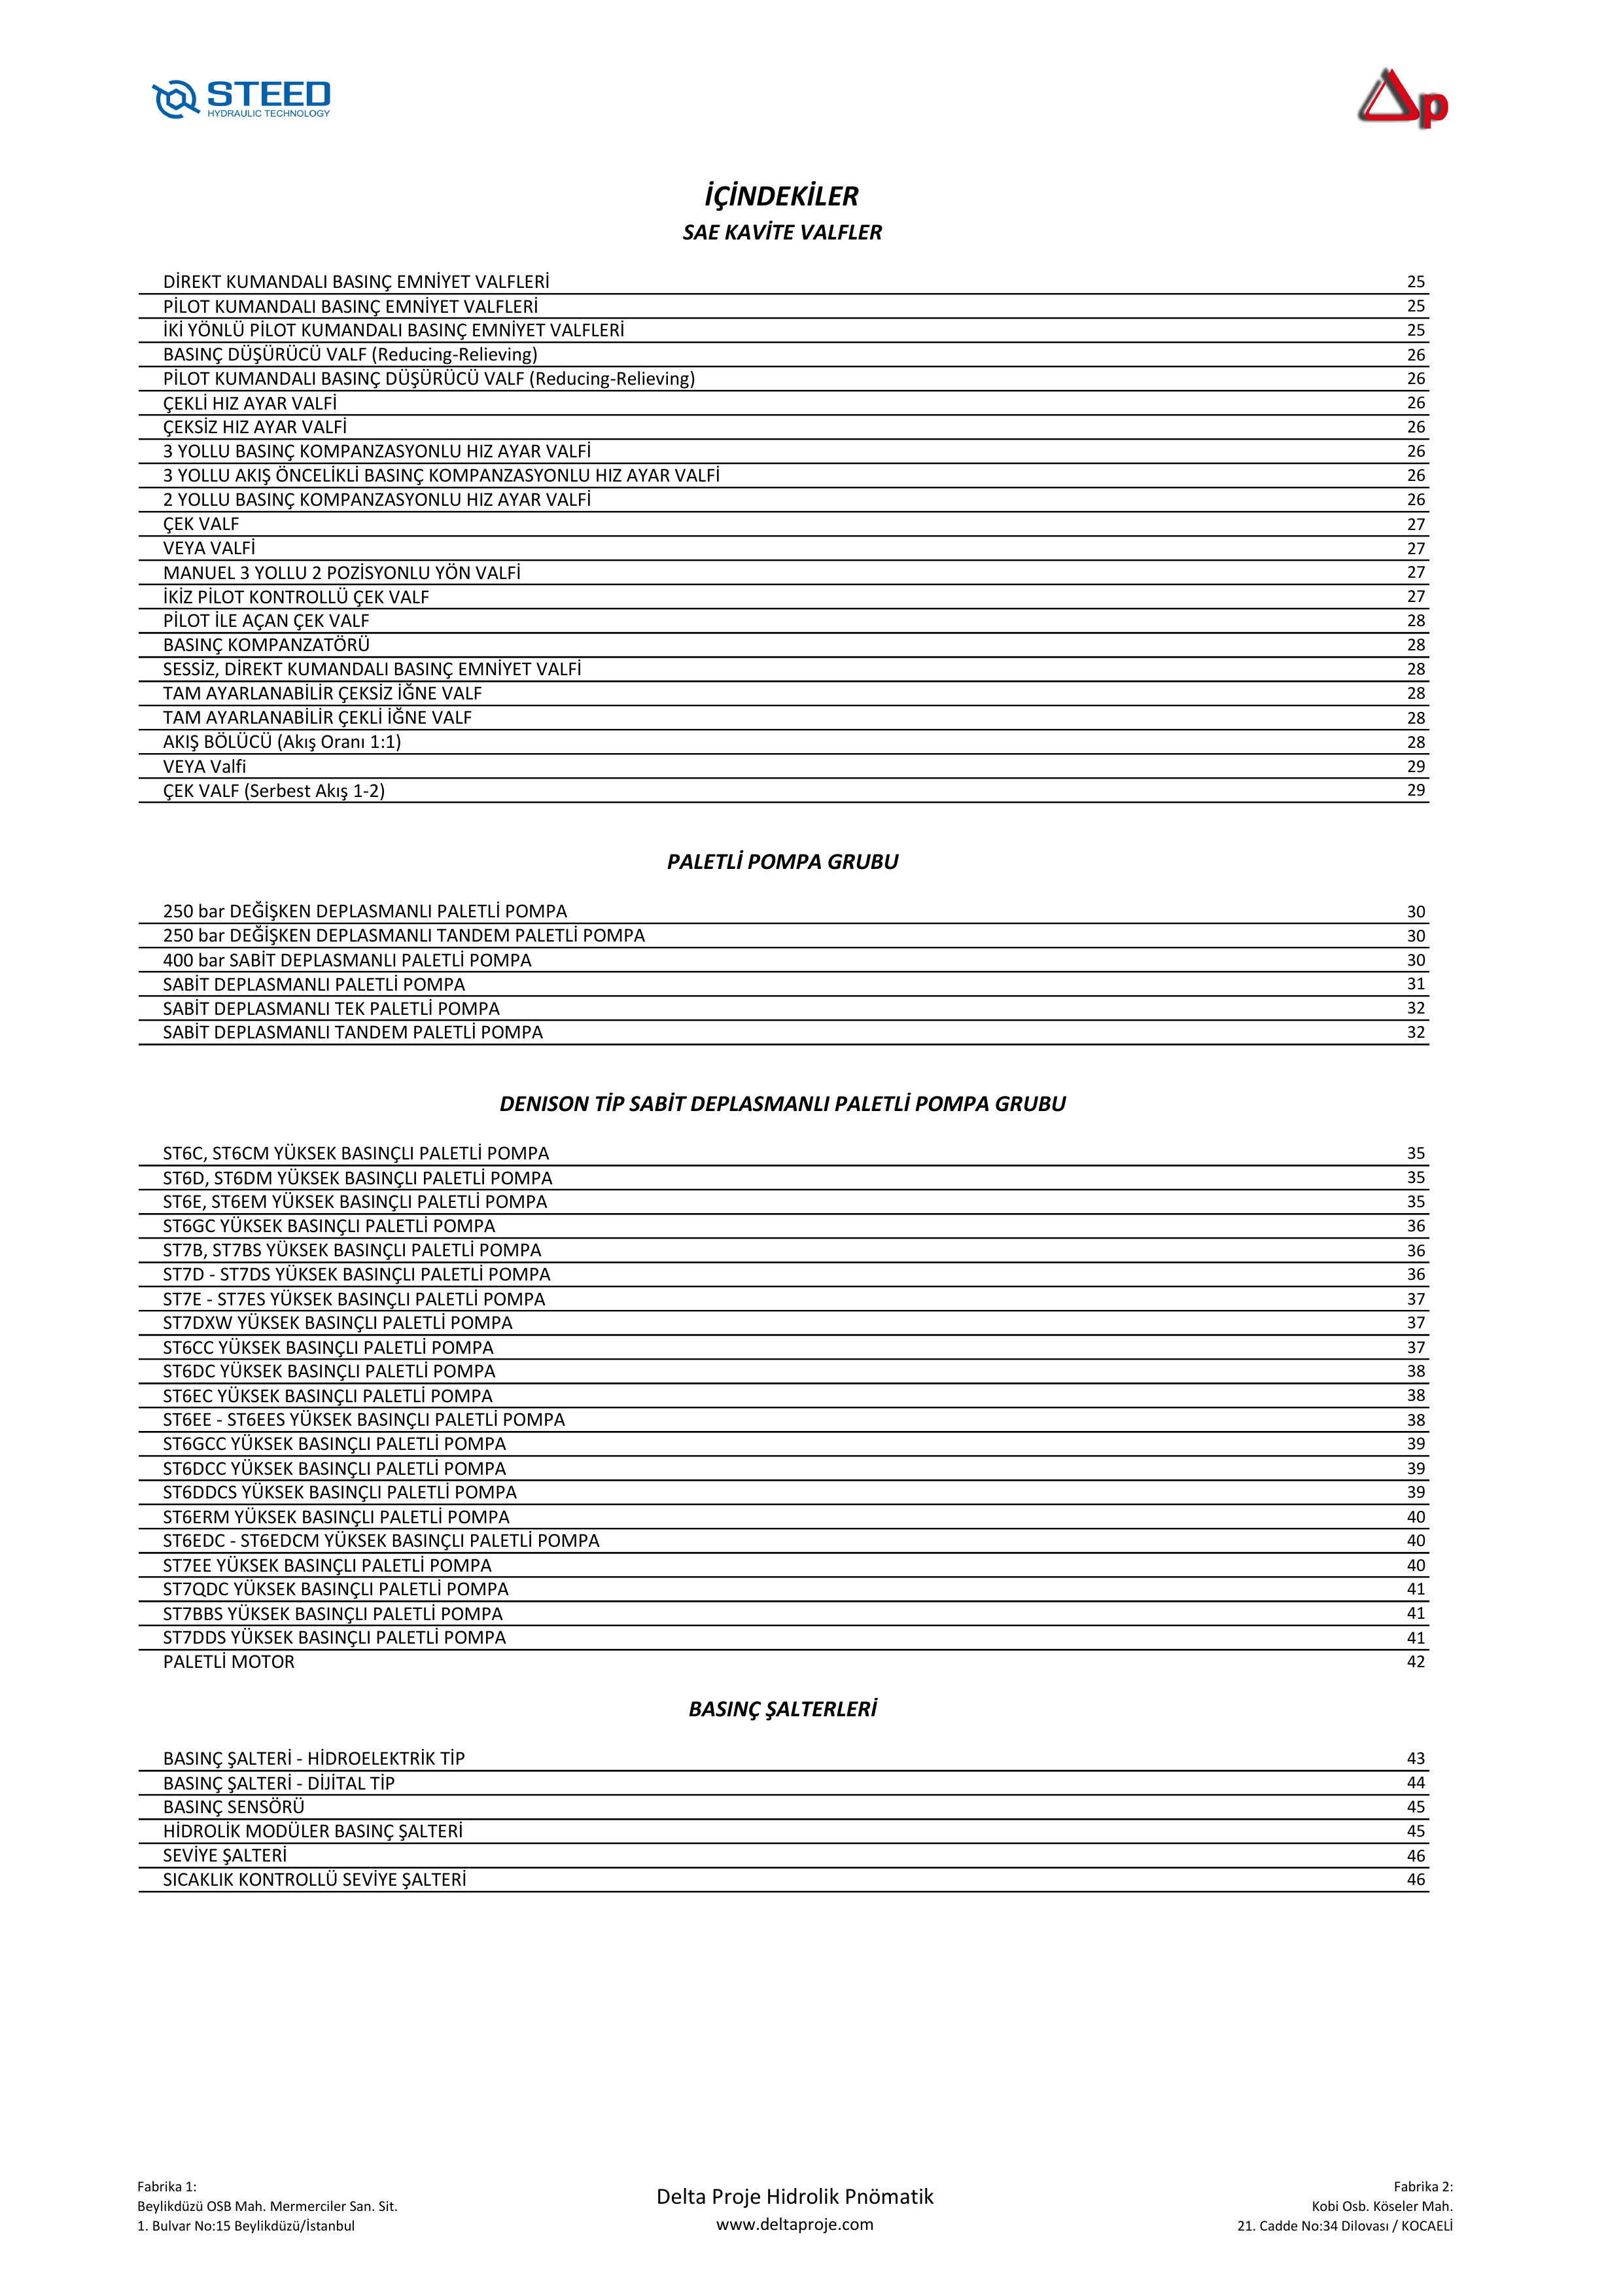 STEED
HYDRAULIC TECHNOLOGY
p
İÇİNDEKİLER
SAE KAVİTE VALFLER
DİREKT KUMANDALI BASINÇ EMNİYET VALFLERİ 25
PİLOT KUMANDALI BASINÇ EMNİYET VALFLERİ 25
İKİ YÖNLÜ PİLOT KUMANDALI BASINÇ EMNİYET VALFLERİ 25
BASINÇ DÜŞÜRÜCÜ VALF (Reducing-Relieving) 26
PİLOT KUMANDALI BASINÇ DÜŞÜRÜCÜ VALF (Reducing-Relieving) 26
ÇEKLİ HIZ AYAR VALFİ 26
ÇEKSİZ HIZ AYAR VALFİ 26
3 YOLLU BASINÇ KOMPANZASYONLU HIZ AYAR VALFİ 26
3 YOLLU AKIŞ ÖNCELİKLİ BASINÇ KOMPANZASYONLU HIZ AYAR VALFİ 26
2 YOLLU BASINÇ KOMPANZASYONLU HIZ AYAR VALFİ 26
ÇEK VALF 27
VEYA VALFİ 27
MANUEL 3 YOLLU 2 POZİSYONLU YÖN VALFİ 27
İKİZ PİLOT KONTROLLÜ ÇEK VALF 27
PİLOT İLE AÇAN ÇEK VALF 28
BASINÇ KOMPANZATÖRÜ 28
SESSİZ, DİREKT KUMANDALI BASINÇ EMNİYET VALFİ 28
TAM AYARLANABİLİR ÇEKSİZ İĞNE VALF 28
TAM AYARLANABİLİR ÇEKLİ İĞNE VALF 28
AKIŞ BÖLÜCÜ (Akış Oranı 1:1) 28
VEYA Valfi 29
ÇEK VALF (Serbest Akış 1-2) 29
PALETLİ POMPA GRUBU
250 bar DEĞİŞKEN DEPLASMANLI PALETLİ POMPA 30
250 bar DEĞİŞKEN DEPLASMANLI TANDEM PALETLİ POMPA 30
400 bar SABİT DEPLASMANLI PALETLİ POMPA 30
SABİT DEPLASMANLI PALETLİ POMPA 31
SABİT DEPLASMANLI TEK PALETLİ POMPA 32
SABİT DEPLASMANLI TANDEM PALETLİ POMPA 32
DENISON TİP SABİT DEPLASMANLI PALETLİ POMPA GRUBU
ST6C, ST6CM YÜKSEK BASINÇLI PALETLİ POMPA 35
ST6D, ST6DM YÜKSEK BASINÇLI PALETLİ POMPA 35
ST6E, ST6EM YÜKSEK BASINÇLI PALETLİ POMPA 35
ST6GC YÜKSEK BASINÇLI PALETLİ POMPA 36
ST7B, ST7BS YÜKSEK BASINÇLI PALETLİ POMPA 36
ST7D - ST7DS YÜKSEK BASINÇLI PALETLİ POMPA 36
ST7E - ST7ES YÜKSEK BASINÇLI PALETLİ POMPA 37
ST7DXW YÜKSEK BASINÇLI PALETLİ POMPA 37
ST6CC YÜKSEK BASINÇLI PALETLİ POMPA 37
ST6DC YÜKSEK BASINÇLI PALETLİ POMPA 38
ST6EC YÜKSEK BASINÇLI PALETLİ POMPA 38
ST6EE - ST6EES YÜKSEK BASINÇLI PALETLİ POMPA 38
ST6GCC YÜKSEK BASINÇLI PALETLİ POMPA 39
ST6DCC YÜKSEK BASINÇLI PALETLİ POMPA 39
ST6DDCS YÜKSEK BASINÇLI PALETLİ POMPA 39
ST6ERM YÜKSEK BASINÇLI PALETLİ POMPA 40
ST6EDC - ST6EDCM YÜKSEK BASINÇLI PALETLİ POMPA 40
ST7EE YÜKSEK BASINÇLI PALETLİ POMPA 40
ST7QDC YÜKSEK BASINÇLI PALETLİ POMPA 41
ST7BBS YÜKSEK BASINÇLI PALETLİ POMPA 41
ST7DDS YÜKSEK BASINÇLI PALETLİ POMPA 41
PALETLİ MOTOR 42
BASINÇ ŞALTERLERİ
BASINÇ ŞALTERİ - HİDROELEKTRİK TİP 43
BASINÇ ŞALTERİ - DİJİTAL TİP 44
BASINÇ SENSÖRÜ 45
HİDROLİK MODÜLER BASINÇ ŞALTERİ 45
SEVİYE ŞALTERİ 46
SICAKLIK KONTROLLÜ SEVİYE ŞALTERİ 46
Fabrika 1:
Beylikdüzü OSB Mah. Mermerciler San. Sit.
1. Bulvar No:15 Beylikdüzü/İstanbul
Delta Proje Hidrolik Pnömatik
www.deltaproje.com
Fabrika 2:
Kobi Osb. Köseler Mah.
21. Cadde No:34 Dilovası / KOCAELİ